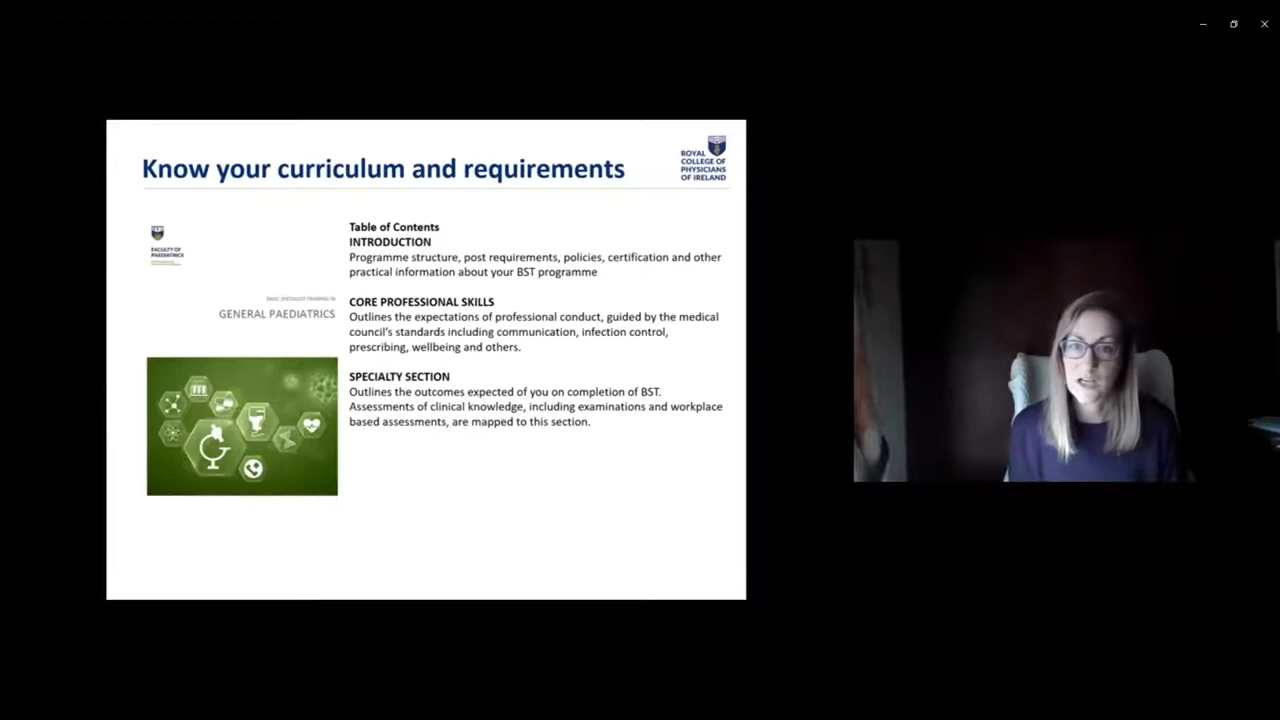 Know your curriculum and requirements
ROYAL
COLLEGE OF
PHYSICIANS
OF IRELAND
FACULTY OF
PAEDIATRICS
BASIC SPECIALIST TRAINING IN
GENERAL PAEDIATRICS
Table of Contents
INTRODUCTION
Programme structure, post requirements, policies, certification and other
practical information about your BST programme
CORE PROFESSIONAL SKILLS
Outlines the expectations of professional conduct, guided by the medical
council's standards including communication, infection control,
prescribing, wellbeing and others.
SPECIALTY SECTION
Outlines the outcomes expected of you on completion of BST.
Assessments of clinical knowledge, including examinations and workplace
based assessments, are mapped to this section.